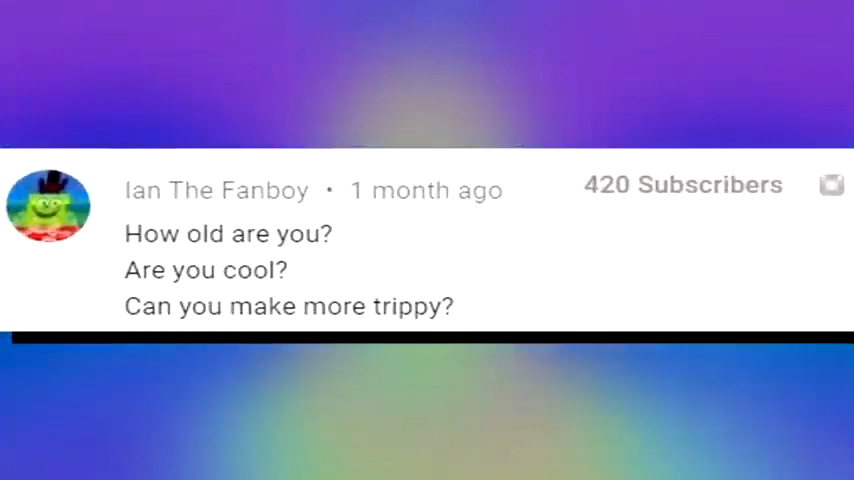 Ian The Fanboy • 1 month ago
420 Subscribers
How old are you?
Are you cool?
Can you make more trippy?